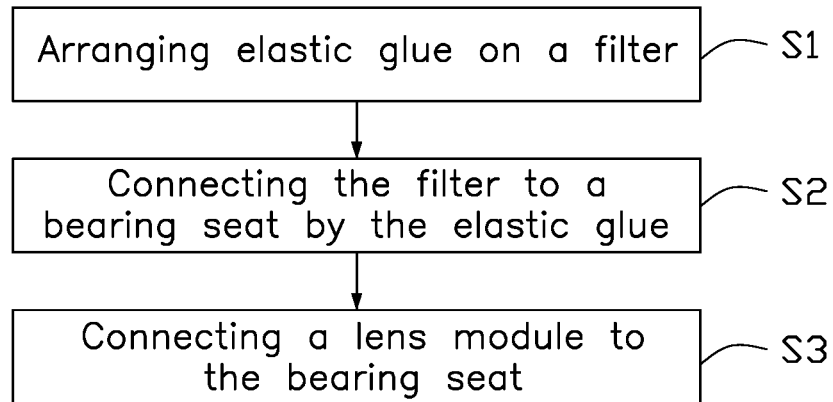 Arranging elastic glue on a filter
S1
Connecting the filter to a
bearing seat by the elastic glue
S2
Connecting a lens module to
the bearing seat
S3